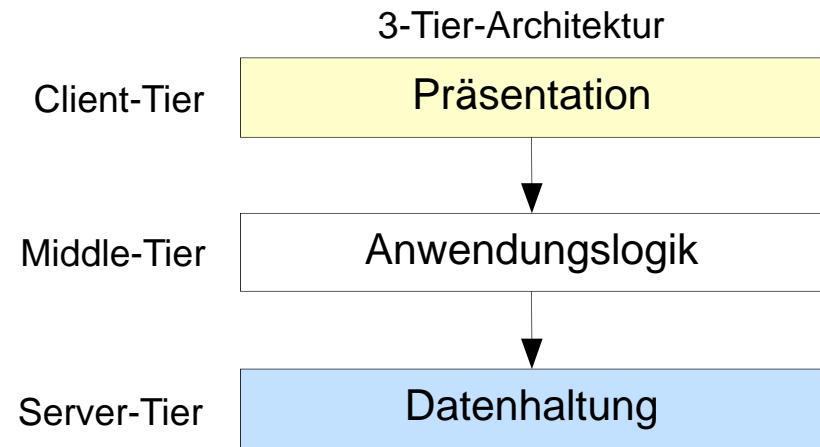 3-Tier-Architektur
Client-Tier
Präsentation
Middle-Tier
Anwendungslogik
Server-Tier
Datenhaltung